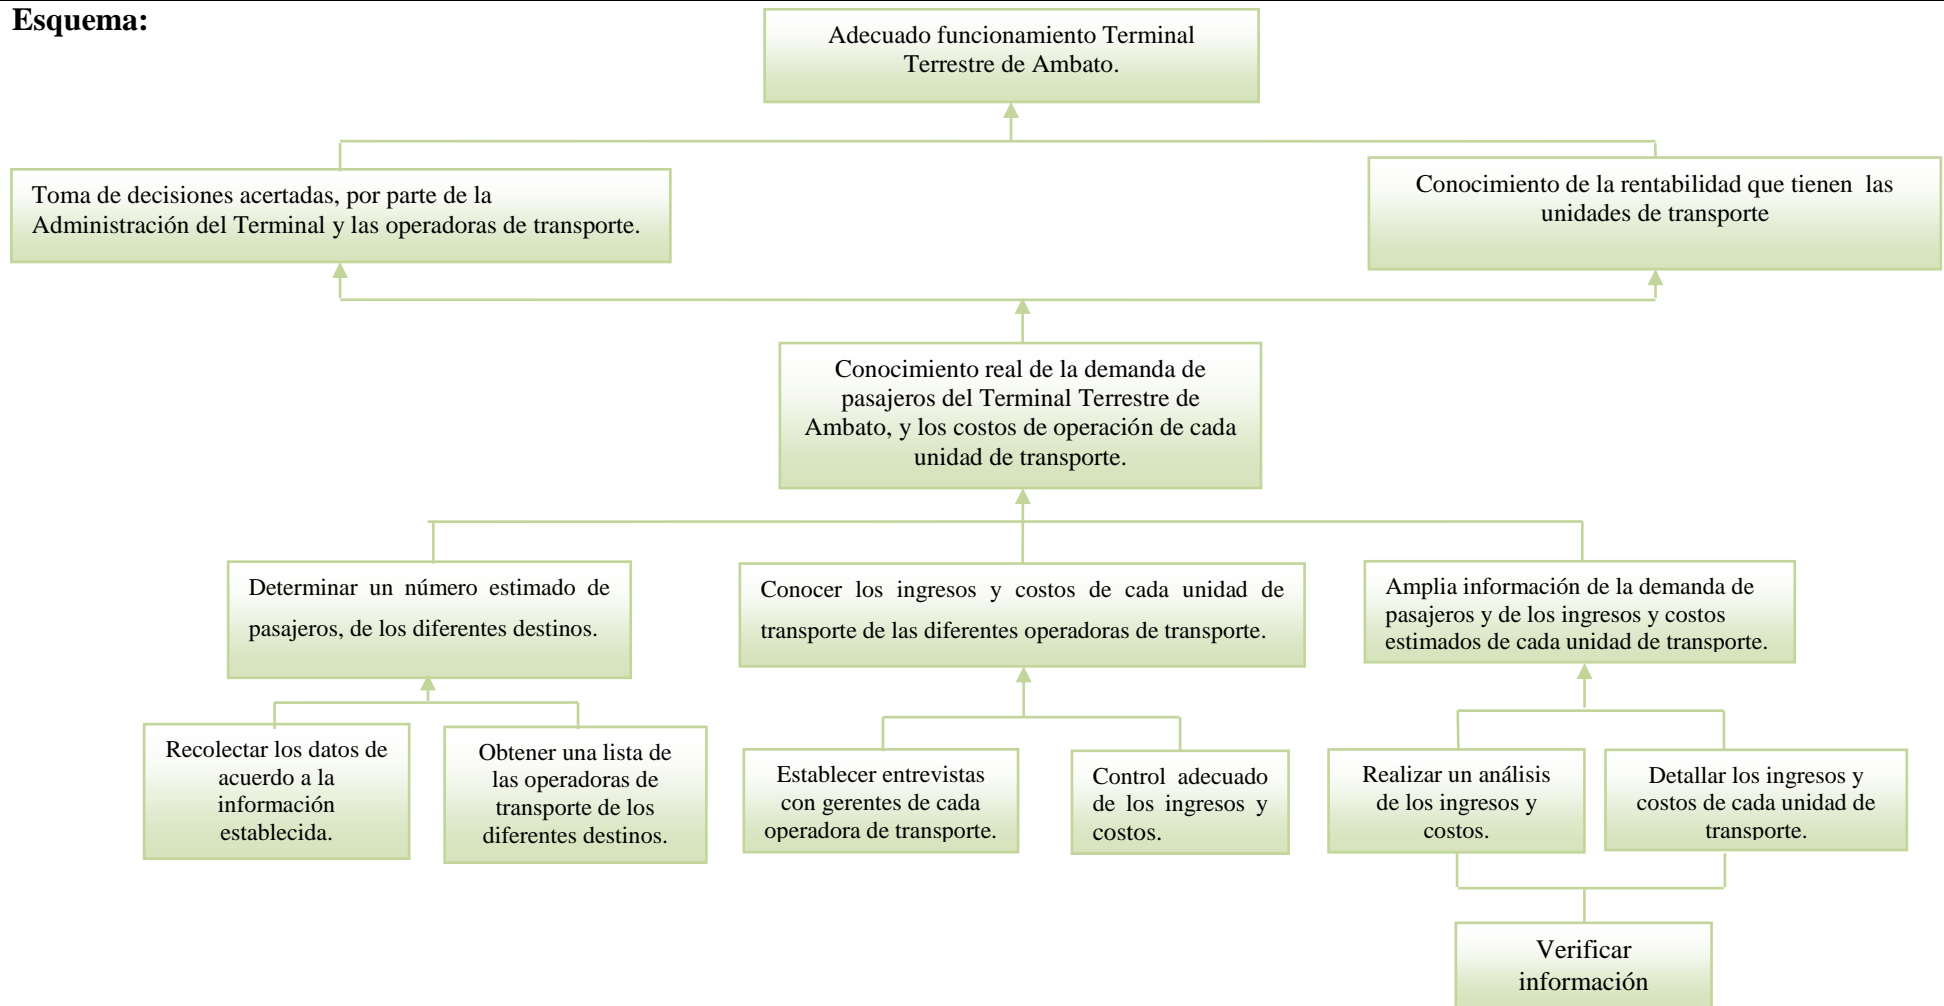 Esquema:
Adecuado funcionamiento Terminal
Terrestre de Ambato.
Toma de decisiones acertadas, por parte de la
Administración del Terminal y las operadoras de transporte.
Conocimiento de la rentabilidad que tienen las
unidades de transporte
Conocimiento real de la demanda de
pasajeros del Terminal Terrestre de
Ambato, y los costos de operación de cada
unidad de transporte.
Determinar un número estimado de
pasajeros, de los diferentes destinos.
Conocer los ingresos y costos de cada unidad de
transporte de las diferentes operadoras de transporte.
Amplia información de la demanda de
pasajeros y de los ingresos y costos
estimados de cada unidad de transporte.
Recolectar los datos de
acuerdo a la
información
establecida.
Obtener una lista de
las operadoras de
transporte de los
diferentes destinos.
Establecer entrevistas
con gerentes de cada
operadora de transporte.
Control adecuado
de los ingresos y
costos.
Realizar un análisis
de los ingresos y
costos.
Detallar los ingresos y
costos de cada unidad de
transporte.
Verificar
información